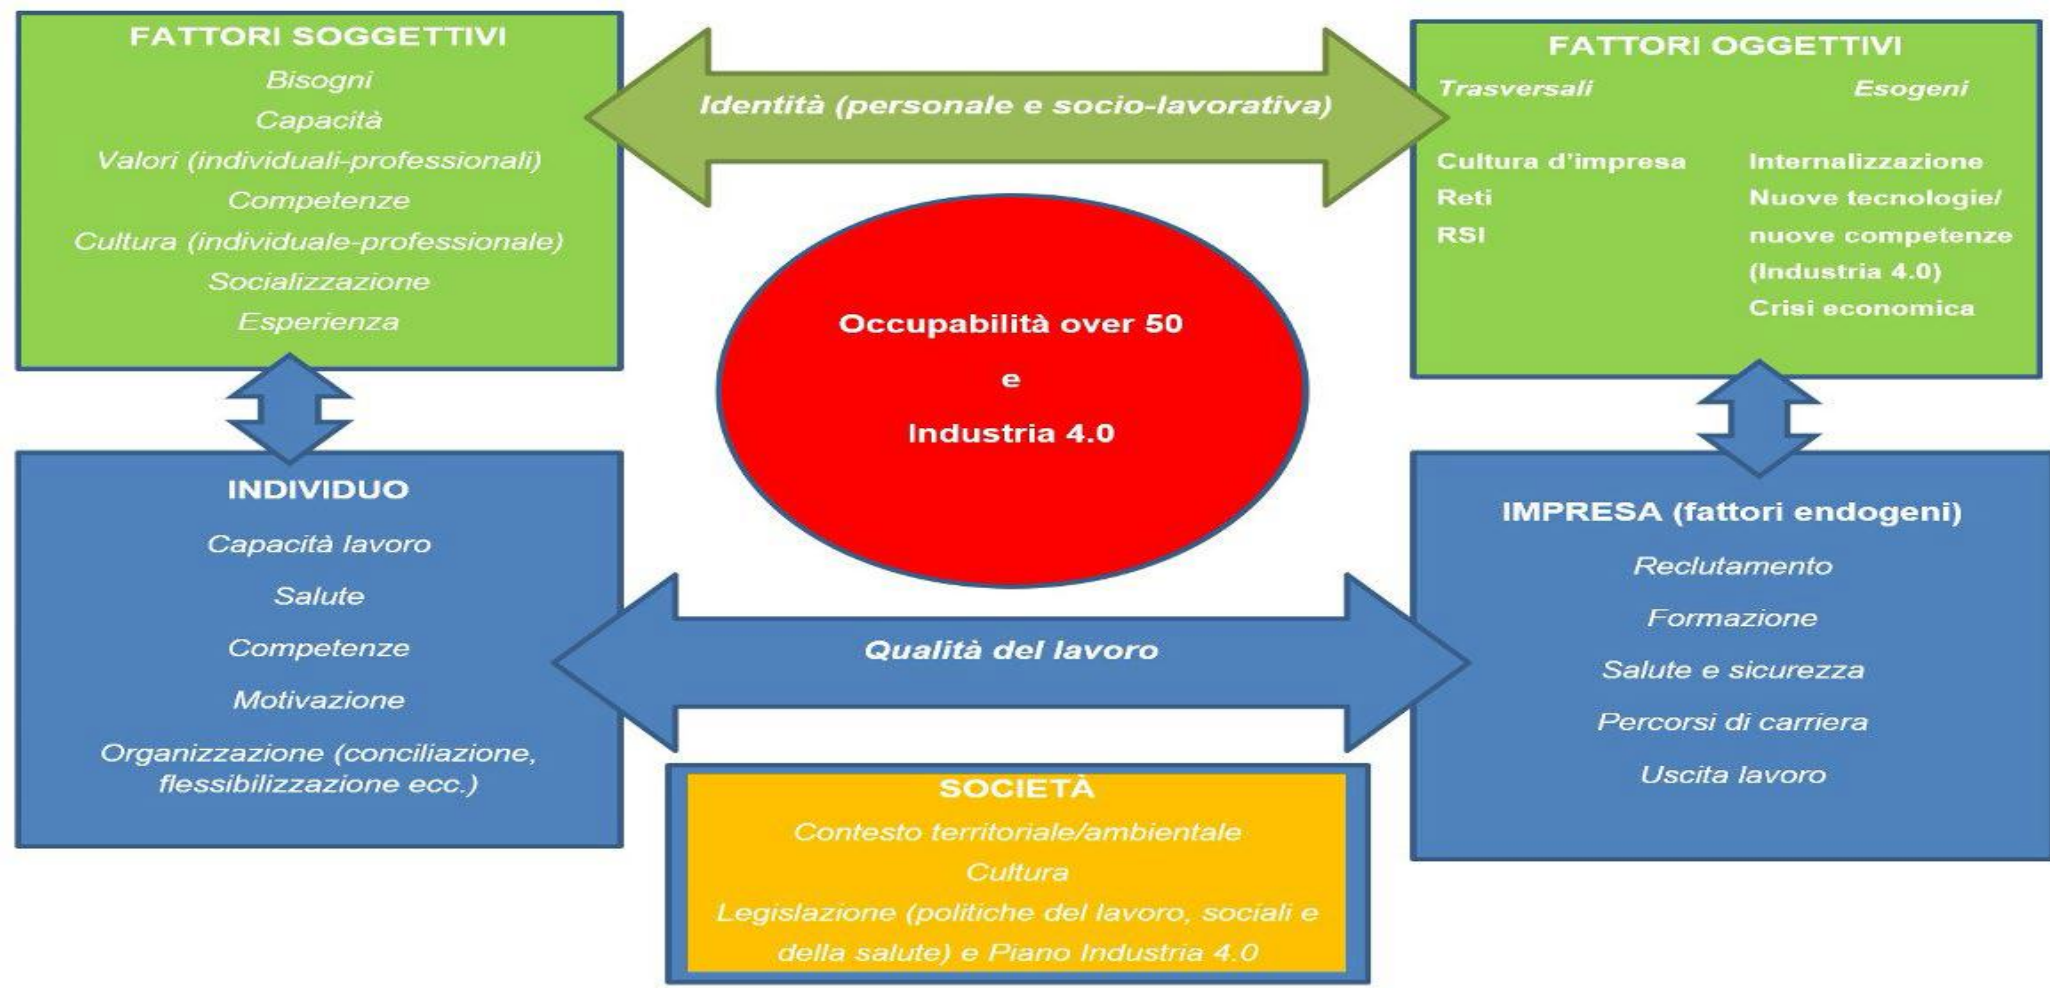 FATTORI SOGGETTIVI
Bisogni
Capacità
Valori (individuali-professionali)
Competenze
Cultura (individuale-professionale)
Socializzazione
Esperienza
Identità (personale e socio-lavorativa)
FATTORI OGGETTIVI
Trasversali
Cultura d'impresa
Reti
RSI
Esogeni
Internalizzazione
Nuove tecnologie/
nuove competenze
(Industria 4.0)
Crisi economica
Occupabilità over 50
e
Industria 4.0
INDIVIDUO
Capacità lavoro
Salute
Competenze
Motivazione
Organizzazione (conciliazione,
flessibilizzazione ecc.)
Qualità del lavoro
IMPRESA (fattori endogeni)
Reclutamento
Formazione
Salute e sicurezza
Percorsi di carriera
Uscita lavoro
SOCIETÀ
Contesto territoriale/ambientale
Cultura
Legislazione (politiche del lavoro, sociali e
della salute) e Piano Industria 4.0